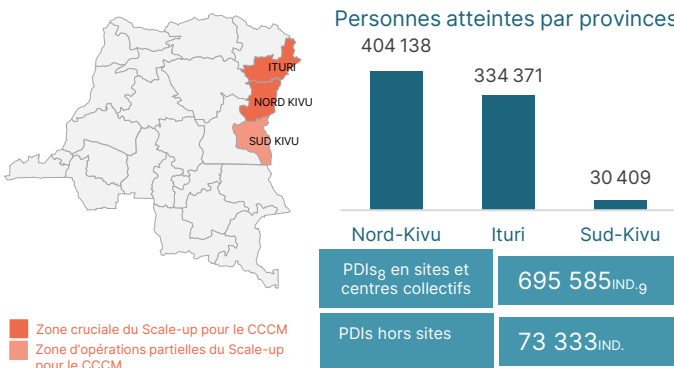 Personnes atteintes par provinces
404 138
334 371
30 409
Nord-Kivu
Ituri
Sud-Kivu
ITURI
NORD KIVU
SUD KIVU
PDIs8 en sites et
centres collectifs
695 585IND.9
PDIs hors sites
73 333IND.
Zone cruciale du Scale-up pour le CCCM
Zone d'opérations partielles du Scale-up
pour le CCCM